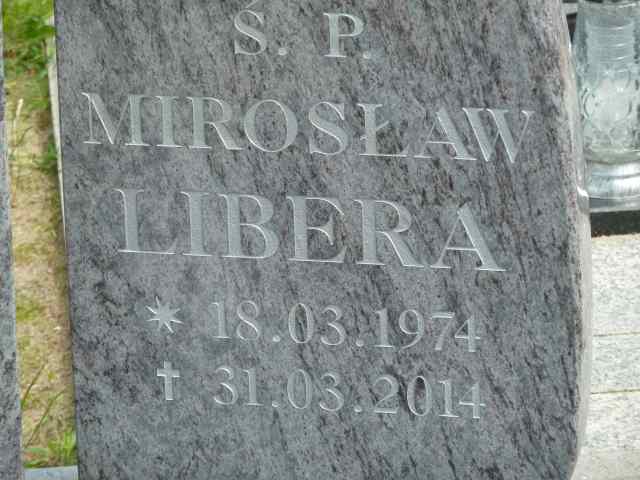 Ś. P.
MIROSŁAW
LIBERA
* 18.03.1974
✝ 31.03.2014